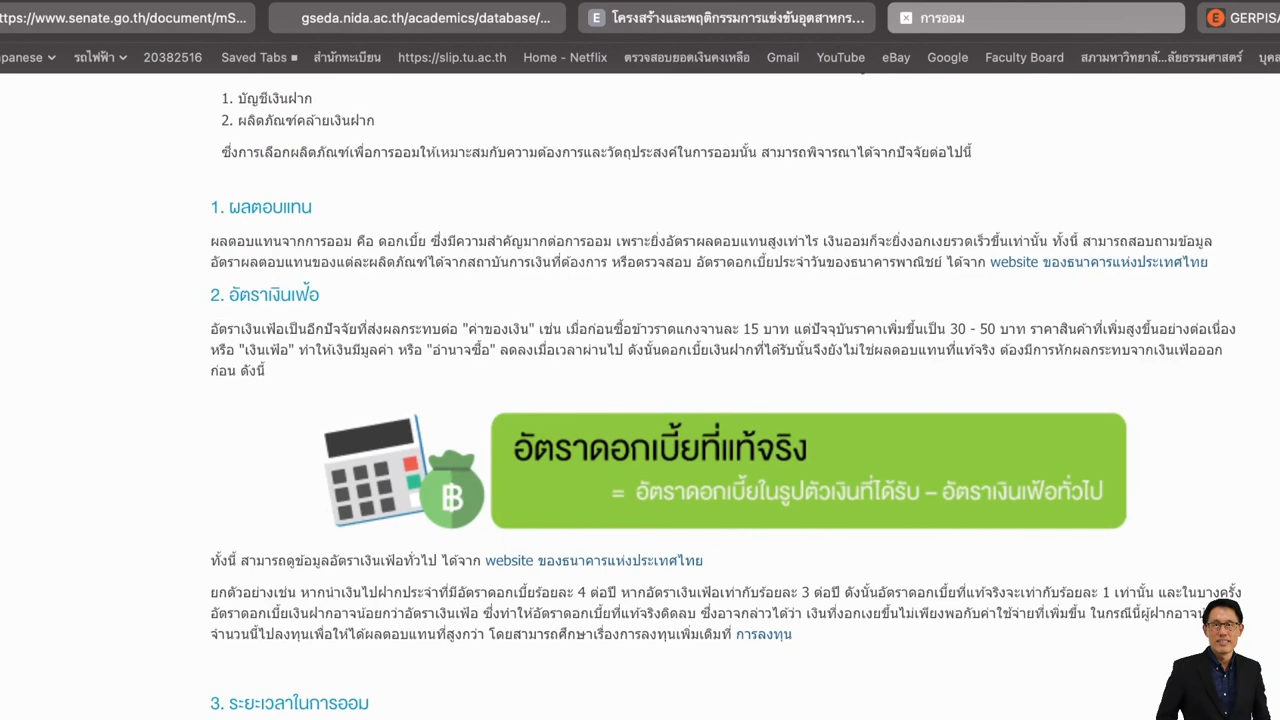 ttps://www.senate.go.th/document/mS...
gseda.nida.ac.th/academics/database/...
E โครงสร้างและพฤติกรรมการแข่งขันอุตสาหกร...
การออม
E GERPISA
panese
รถไฟฟ้า
20382516
Saved Tabs
สำนักทะเบียน
https://slip.tu.ac.th
Home - Netflix
ตรวจสอบยอดเงินคงเหลือ
Gmail
YouTube
eBay
Google
Faculty Board
สภามหาวิทยาลั...ลัยธรรมศาสตร์
บุคล
1. บัญชีเงินฝาก
2. ผลิตภัณฑ์คล้ายเงินฝาก
ซึ่งการเลือกผลิตภัณฑ์เพื่อการออมให้เหมาะสมกับความต้องการและวัตถุประสงค์ในการออมนั้น สามารถพิจารณาได้จากปัจจัยต่อไปนี้
1. ผลตอบแทน
ผลตอบแทนจากการออม คือ ดอกเบี้ย ซึ่งมีความสำคัญมากต่อการออม เพราะยิ่งอัตราผลตอบแทนสูงเท่าไร เงินออมก็จะยิ่งงอกเงยรวดเร็วขึ้นเท่านั้น ทั้งนี้ สามารถสอบถามข้อมูล
อัตราผลตอบแทนของแต่ละผลิตภัณฑ์ได้จากสถาบันการเงินที่ต้องการ หรือตรวจสอบ อัตราดอกเบี้ยประจำวันของธนาคารพาณิชย์ ได้จาก website ของธนาคารแห่งประเทศไทย
2. อัตราเงินเฟ้อ
อัตราเงินเฟ้อเป็นอีกปัจจัยที่ส่งผลกระทบต่อ "ค่าของเงิน" เช่น เมื่อก่อนซื้อข้าวราดแกงจานละ 15 บาท แต่ปัจจุบันราคาเพิ่มขึ้นเป็น 30 - 50 บาท ราคาสินค้าที่เพิ่มสูงขึ้นอย่างต่อเนื่อง
หรือ "เงินเฟ้อ" ทำให้เงินมีมูลค่า หรือ "อำนาจซื้อ" ลดลงเมื่อเวลาผ่านไป ดังนั้นดอกเบี้ยเงินฝากที่ได้รับนั้นจึงยังไม่ใช่ผลตอบแทนที่แท้จริง ต้องมีการหักผลกระทบจากเงินเฟ้อออก
ก่อน ดังนี้
อัตราดอกเบี้ยที่แท้จริง
= อัตราดอกเบี้ยในรูปตัวเงินที่ได้รับ – อัตราเงินเฟ้อทั่วไป
ทั้งนี้ สามารถดูข้อมูลอัตราเงินเฟ้อทั่วไป ได้จาก website ของธนาคารแห่งประเทศไทย
ยกตัวอย่างเช่น หากนำเงินไปฝากประจำที่มีอัตราดอกเบี้ยร้อยละ 4 ต่อปี หากอัตราเงินเฟ้อเท่ากับร้อยละ 3 ต่อปี ดังนั้นอัตราดอกเบี้ยที่แท้จริงจะเท่ากับร้อยละ 1 เท่านั้น และในบางครั้ง
อัตราดอกเบี้ยเงินฝากอาจน้อยกว่าอัตราเงินเฟ้อ ซึ่งทำให้อัตราดอกเบี้ยที่แท้จริงติดลบ ซึ่งอาจกล่าวได้ว่า เงินที่งอกเงยขึ้นไม่เพียงพอกับค่าใช้จ่ายที่เพิ่มขึ้น ในกรณีนี้ผู้ฝากอาจ
จำนวนนี้ไปลงทุนเพื่อให้ได้ผลตอบแทนที่สูงกว่า โดยสามารถศึกษาเรื่องการลงทุนเพิ่มเติมที่ การลงทุน
3. ระยะเวลาในการออม